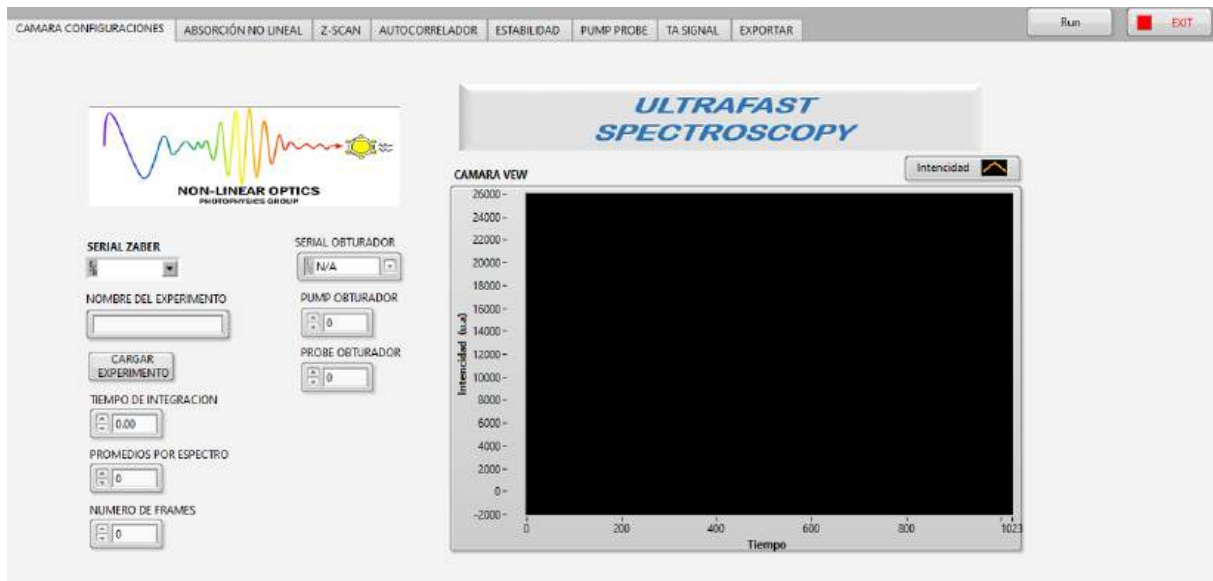 CAMARA CONFIGURACIONES
ABSORCIÓN NO LINEAL
Z-SCAN
AUTOCORRELADOR
ESTABILIDAD
PUMP PROBE
TA SIGNAL
EXPORTAR
Run
EXIT
NON-LINEAR OPTICS
PHOTOPHYSICS GROUP
ULTRAFAST
SPECTROSCOPY
SERIAL ZABER
NOMBRE DEL EXPERIMENTO
CARGAR
EXPERIMENTO
TIEMPO DE INTEGRACION
0.00
PROMEDIOS POR ESPECTRO
0
NUMERO DE FRAMES
0
SERIAL OBTURADOR
N/A
PUMP OBTURADOR
0
PROBE OBTURADOR
0
CAMARA VEW
Intencidad
Intencidad (u.a)
26000
24000
22000
20000
18000
16000
14000
12000
10000
8000
6000
4000
2000
0
-2000
0 200 400 600 800 1023
Tiempo